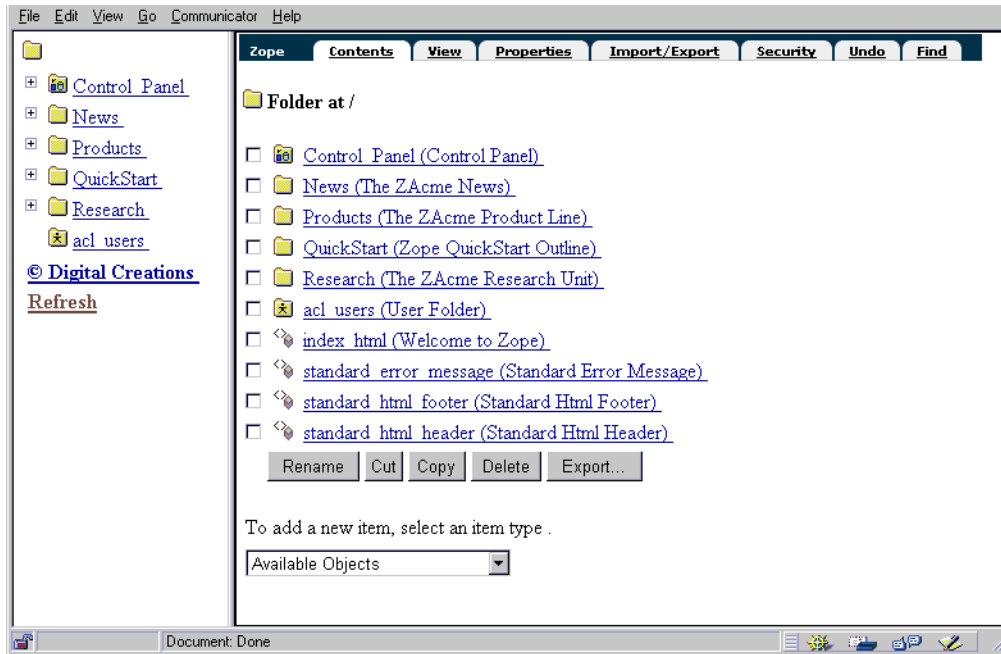 File Edit View Go Communicator Help
Zope Contents View Properties Import/Export Security Undo Find
Control_Panel
News
Products
QuickStart
Research
acl_users
© Digital Creations
Refresh
Folder at /
Control_Panel (Control Panel)
News (The ZAcme News)
Products (The ZAcme Product Line)
QuickStart (Zope QuickStart Outline)
Research (The ZAcme Research Unit)
acl_users (User Folder)
index_html (Welcome to Zope)
standard_error_message (Standard Error Message)
standard_html_footer (Standard Html Footer)
standard_html_header (Standard Html Header)
Rename Cut Copy Delete Export...
To add a new item, select an item type .
Available Objects
Document: Done